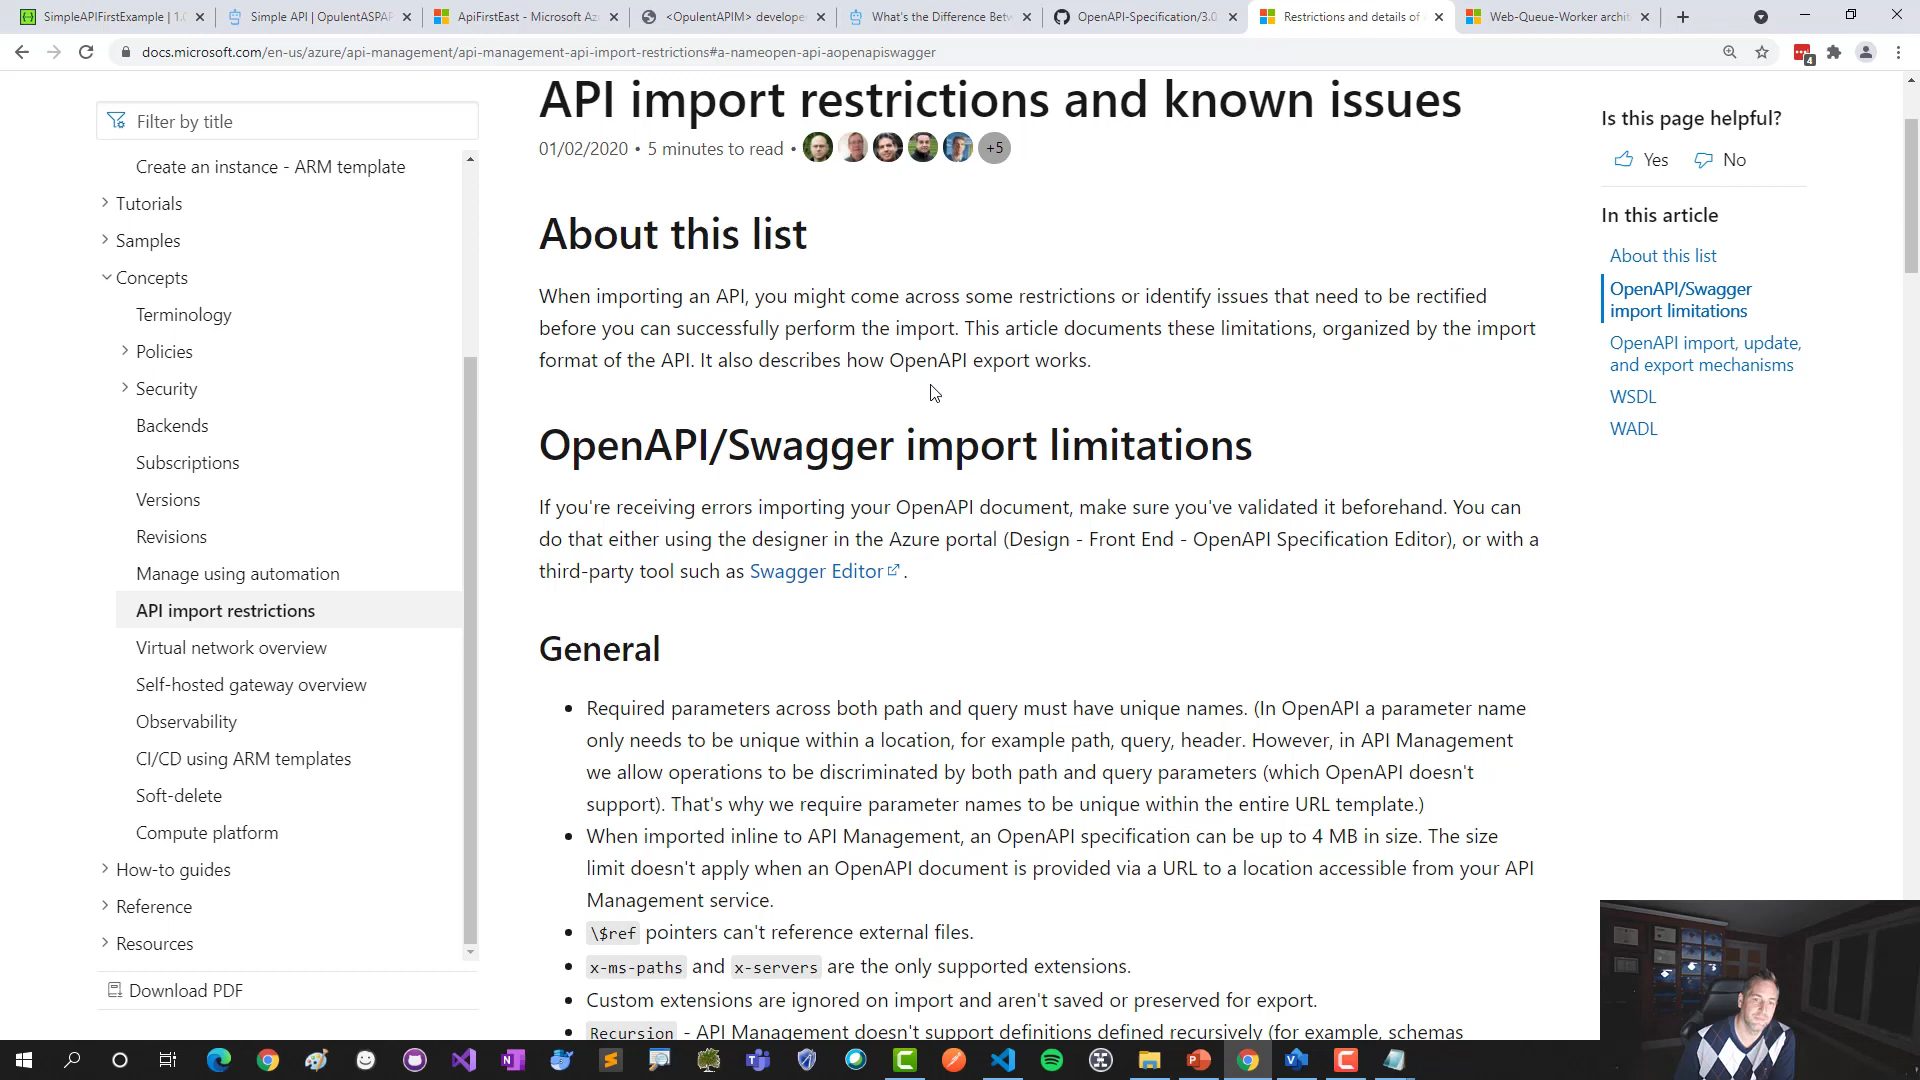 SimpleAPIFirstExample | 1.0
Simple API | OpulentASPAP
ApiFirstEast - Microsoft Az
<OpulentAPIM> develope
What's the Difference Betw
OpenAPI-Specification/3.0
Restrictions and details of
Web-Queue-Worker archit
docs.microsoft.com/en-us/azure/api-management/api-management-api-import-restrictions#a-nameopen-api-aopenapiswagger
4
Filter by title
Create an instance - ARM template
Tutorials
Samples
Concepts
Terminology
Policies
Security
Backends
Subscriptions
Versions
Revisions
Manage using automation
API import restrictions
Virtual network overview
Self-hosted gateway overview
Observability
CI/CD using ARM templates
Soft-delete
Compute platform
How-to guides
Reference
Resources
Download PDF
API import restrictions and known issues
01/02/2020 • 5 minutes to read •
+5
About this list
When importing an API, you might come across some restrictions or identify issues that need to be rectified
before you can successfully perform the import. This article documents these limitations, organized by the import
format of the API. It also describes how OpenAPI export works.
OpenAPI/Swagger import limitations
If you're receiving errors importing your OpenAPI document, make sure you've validated it beforehand. You can
do that either using the designer in the Azure portal (Design - Front End - OpenAPI Specification Editor), or with a
third-party tool such as Swagger Editor .
General
• Required parameters across both path and query must have unique names. (In OpenAPI a parameter name
only needs to be unique within a location, for example path, query, header. However, in API Management
we allow operations to be discriminated by both path and query parameters (which OpenAPI doesn't
support). That's why we require parameter names to be unique within the entire URL template.)
• When imported inline to API Management, an OpenAPI specification can be up to 4 MB in size. The size
limit doesn't apply when an OpenAPI document is provided via a URL to a location accessible from your API
Management service.
• \$ref pointers can't reference external files.
• x-ms-paths and x-servers are the only supported extensions.
• Custom extensions are ignored on import and aren't saved or preserved for export.
• Recursion - API Management doesn't support definitions defined recursively (for example, schemas
Is this page helpful?
Yes
No
In this article
About this list
OpenAPI/Swagger
import limitations
OpenAPI import, update,
and export mechanisms
WSDL
WADL